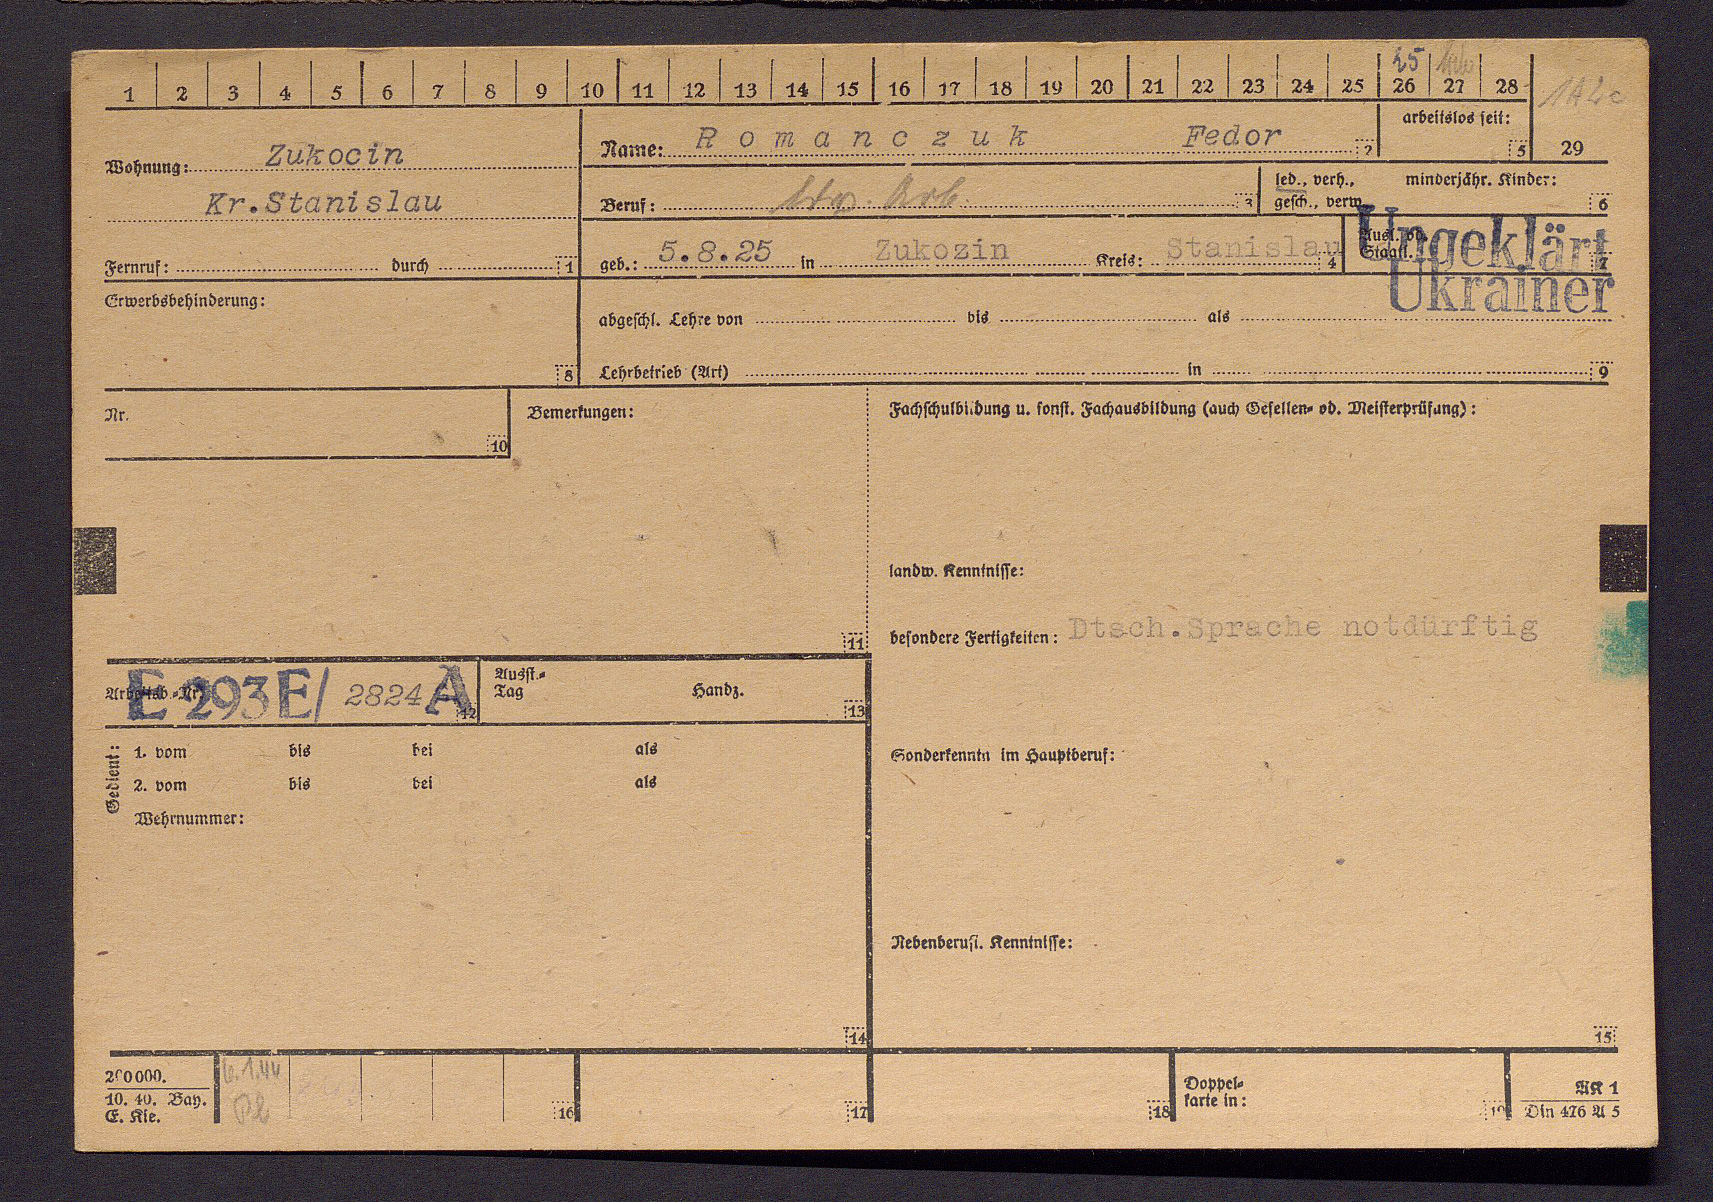 25
1 2 3 4 5 6 7 8 9 10 11 12 13 14 15 16 17 18 19 20 21 22 23 24 25 26 27 28
Wohnung: Zukocin
Kr.Stanislau
Fernruf: durch 1
Name: Romanczuk Fedor 2
arbeitslos seit: 5
29
Beruf: Arb. 3
led., verh., gesch., verw.
minderjähr. Kinder: 6
geb.: 5.8.25 in Zukozin Kreis: Stanislau 4
Ausl. od. Staatl. 7
Ungeklärt
Ukrainer
Erwerbsbehinderung: 8
abgeschl. Lehre von bis als
Lehrbetrieb (Art) in 9
Nr. 10
Bemerkungen: 11
Fachschulbildung u. sonst. Fachausbildung (auch Gesellen- od. Meisterprüfung):
landw. Kenntnisse:
besondere Fertigkeiten: Dtsch.Sprache notdürftig
Arbeitsb.-Nr. E 293E/ 2824 A 12
Ausst.-Tag Handz. 13
Gedient:
1. vom bis bei als
2. vom bis bei als
Wehrnummer:
14
Sonderkenntn im Hauptberuf:
Nebenberufl. Kenntnisse:
15
200000.
10. 40. Bay.
E. Kie.
6.1.44
16
17
18
Doppel-
karte in: 19
AK 1
Din 476 A 5